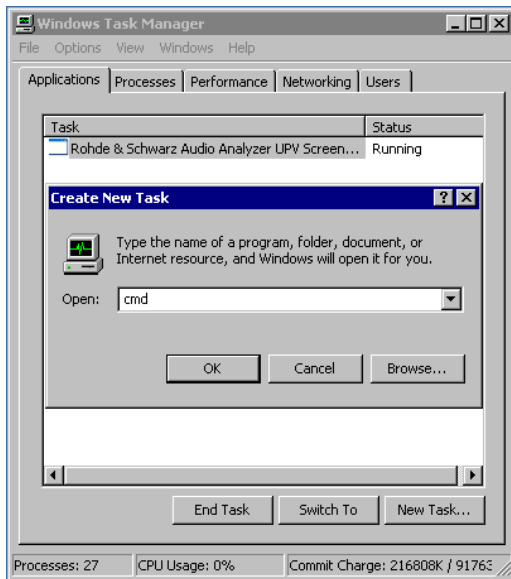 Windows Task Manager
File Options View Windows Help
Applications Processes Performance Networking Users
Task Status
Rohde & Schwarz Audio Analyzer UPV Screen... Running
Create New Task
Type the name of a program, folder, document, or
Internet resource, and Windows will open it for you.
Open: cmd
OK Cancel Browse...
End Task Switch To New Task...
Processes: 27 CPU Usage: 0% Commit Charge: 216808K / 91763